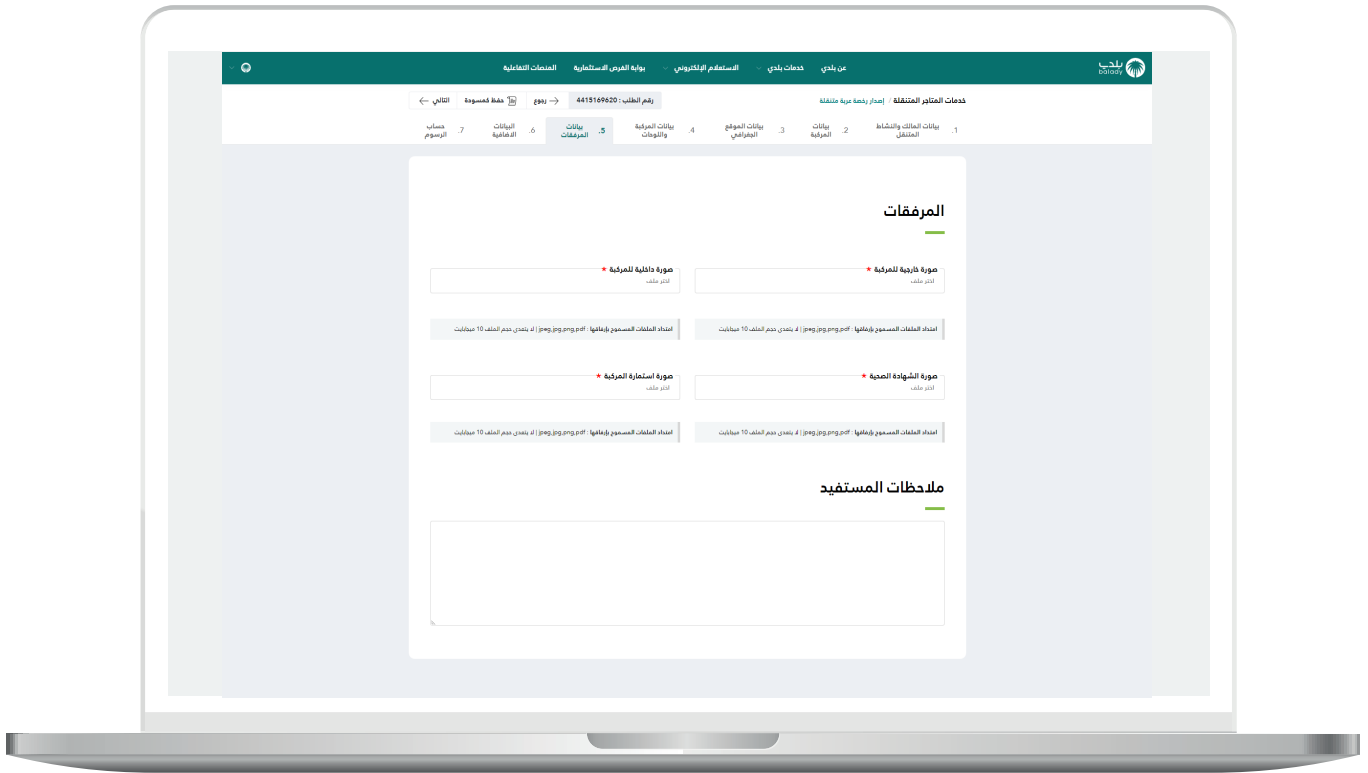 بلدي
balady
عن بلدي
خدمات بلدي
الاستعلام الإلكتروني
بوابة الفرص الاستثمارية
المنصات التفاعلية
خدمات المتاجر المتنقلة / إصدار رخصة عربة متنقلة
رقم الطلب : 4415169620
رجوع
حفظ كمسودة
التالي
1. بيانات المالك والنشاط المتنقل
2. بيانات المركبة
3. بيانات الموقع الجغرافي
4. بيانات المركبة واللوحات
5. بيانات المرفقات
6. البيانات الاضافية
7. حساب الرسوم
المرفقات
صورة خارجية للمركبة *
اختر ملف
صورة داخلية للمركبة *
اختر ملف
امتداد الملفات المسموح بإرفاقها : jpeg,jpg,png,pdf | لا يتعدى حجم الملف 10 ميجابايت
امتداد الملفات المسموح بإرفاقها : jpeg,jpg,png,pdf | لا يتعدى حجم الملف 10 ميجابايت
صورة الشهادة الصحية *
اختر ملف
صورة استمارة المركبة *
اختر ملف
امتداد الملفات المسموح بإرفاقها : jpeg,jpg,png,pdf | لا يتعدى حجم الملف 10 ميجابايت
امتداد الملفات المسموح بإرفاقها : jpeg,jpg,png,pdf | لا يتعدى حجم الملف 10 ميجابايت
ملاحظات المستفيد